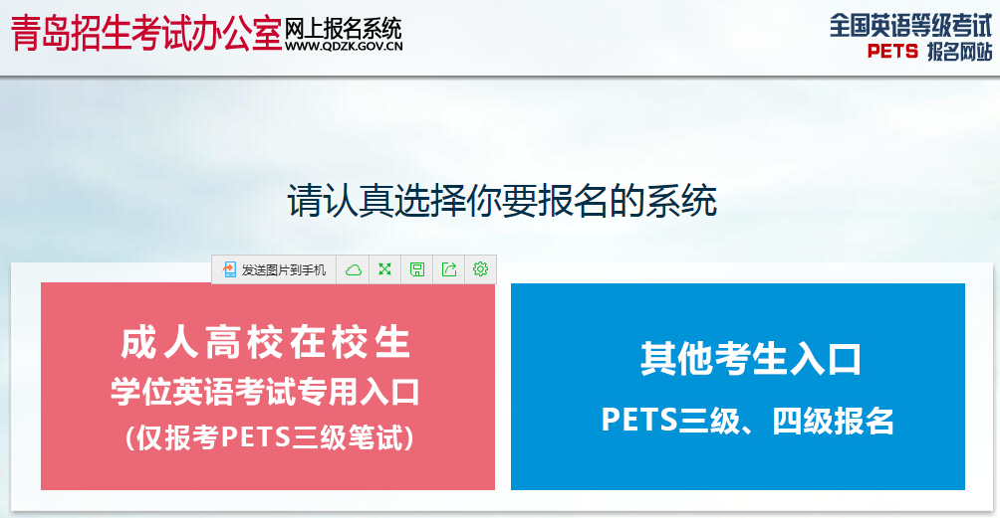 青岛招生考试办公室
网上报名系统
WWW.QDZK.GOV.CN
全国英语等级考试
PETS 报名网站
请认真选择你要报名的系统
发送图片到手机
成人高校在校生
学位英语考试专用入口
(仅报考PETS三级笔试)
其他考生入口
PETS三级、四级报名